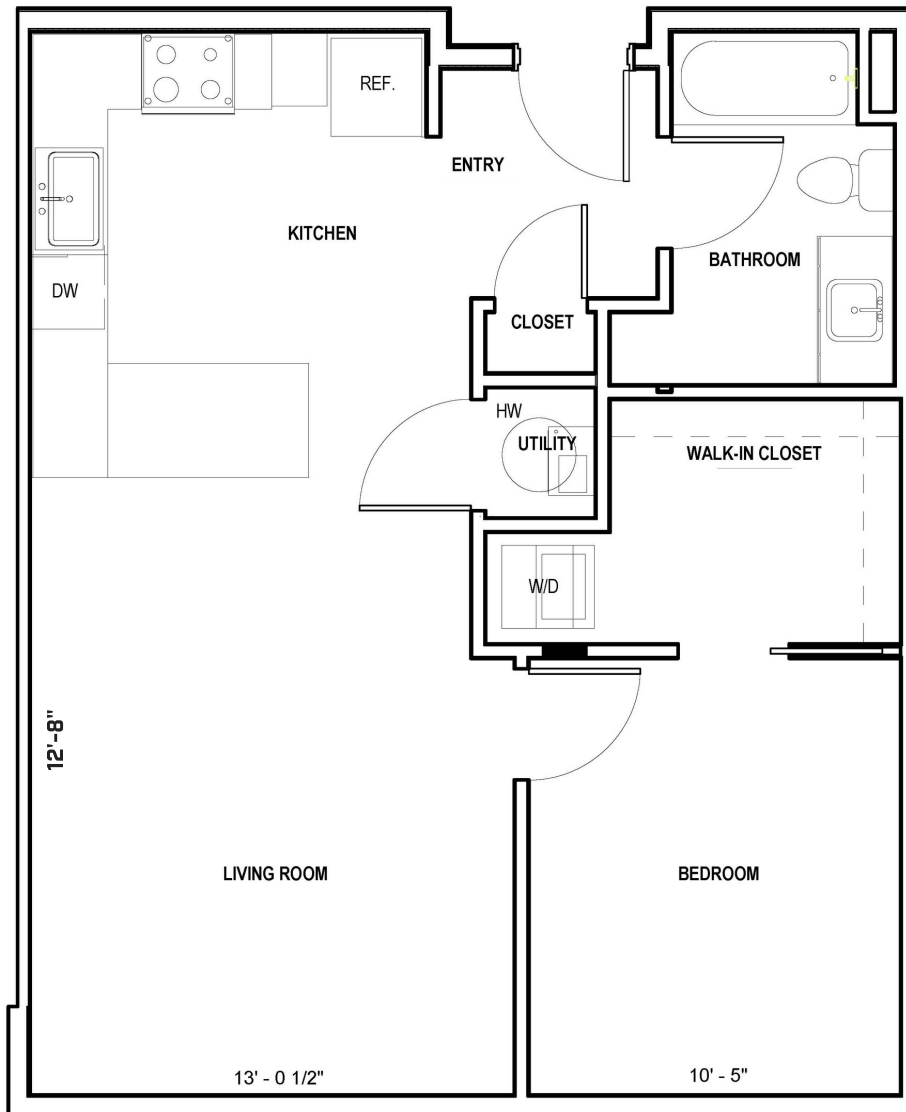 REF.
ENTRY
KITCHEN
BATHROOM
DW
CLOSET
HW
UTILITY
WALK-IN CLOSET
W/D
12'-8"
LIVING ROOM
BEDROOM
13' - 0 1/2"
10' - 5"